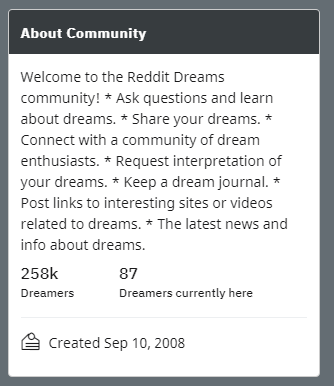 About Community
Welcome to the Reddit Dreams
community! * Ask questions and learn
about dreams. * Share your dreams. *
Connect with a community of dream
enthusiasts. * Request interpretation of
your dreams. * Keep a dream journal. *
Post links to interesting sites or videos
related to dreams. * The latest news and
info about dreams.
258k 87
Dreamers Dreamers currently here
Created Sep 10, 2008